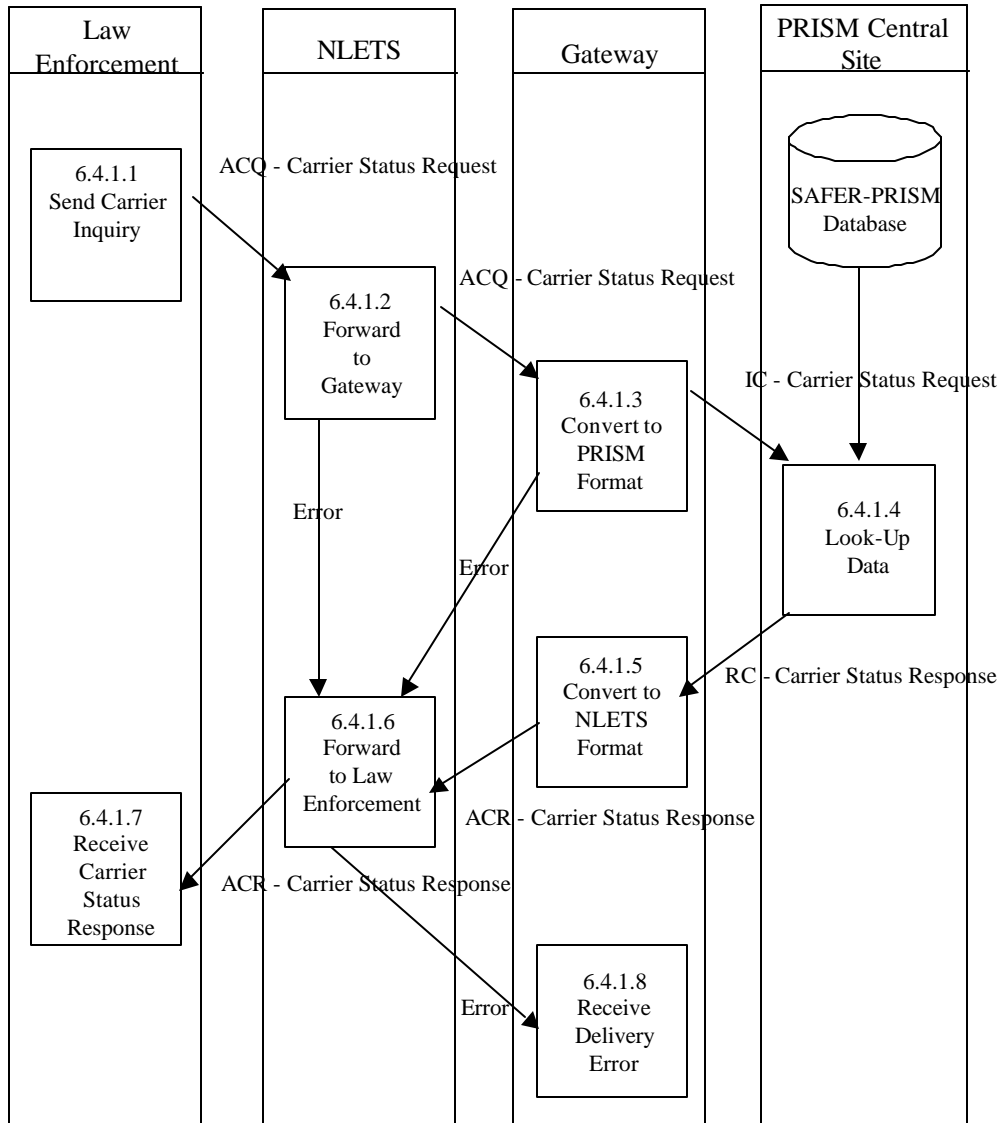 Law
Enforcement
NLETS
Gateway
PRISM Central
Site
6.4.1.1
Send Carrier
Inquiry
ACQ - Carrier Status Request
SAFER-PRISM
Database
6.4.1.2
Forward
to
Gateway
ACQ - Carrier Status Request
6.4.1.3
Convert to
PRISM
Format
IC - Carrier Status Request
6.4.1.4
Look-Up
Data
Error
Error
6.4.1.5
Convert to
NLETS
Format
RC - Carrier Status Response
6.4.1.6
Forward
to Law
Enforcement
ACR - Carrier Status Response
6.4.1.7
Receive
Carrier
Status
Response
ACR - Carrier Status Response
Error
6.4.1.8
Receive
Delivery
Error